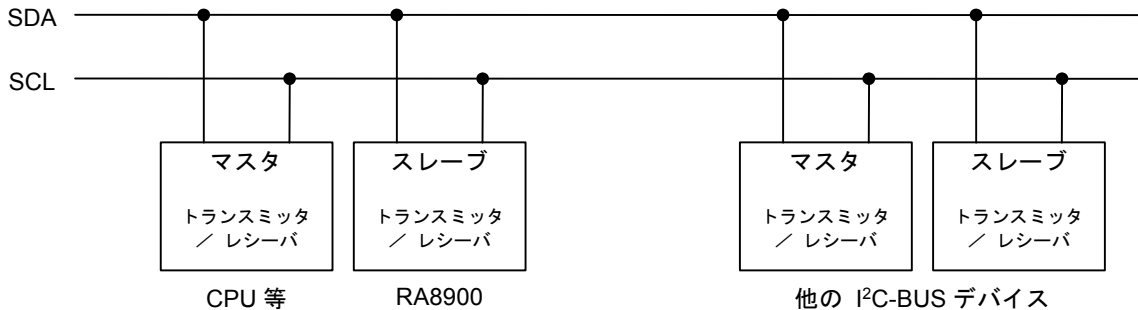 SDA
SCL
マスタ
トランスミッタ
／ レシーバ
CPU 等
スレーブ
トランスミッタ
／ レシーバ
RA8900
マスタ
トランスミッタ
／ レシーバ
スレーブ
トランスミッタ
／ レシーバ
他の I²C-BUS デバイス